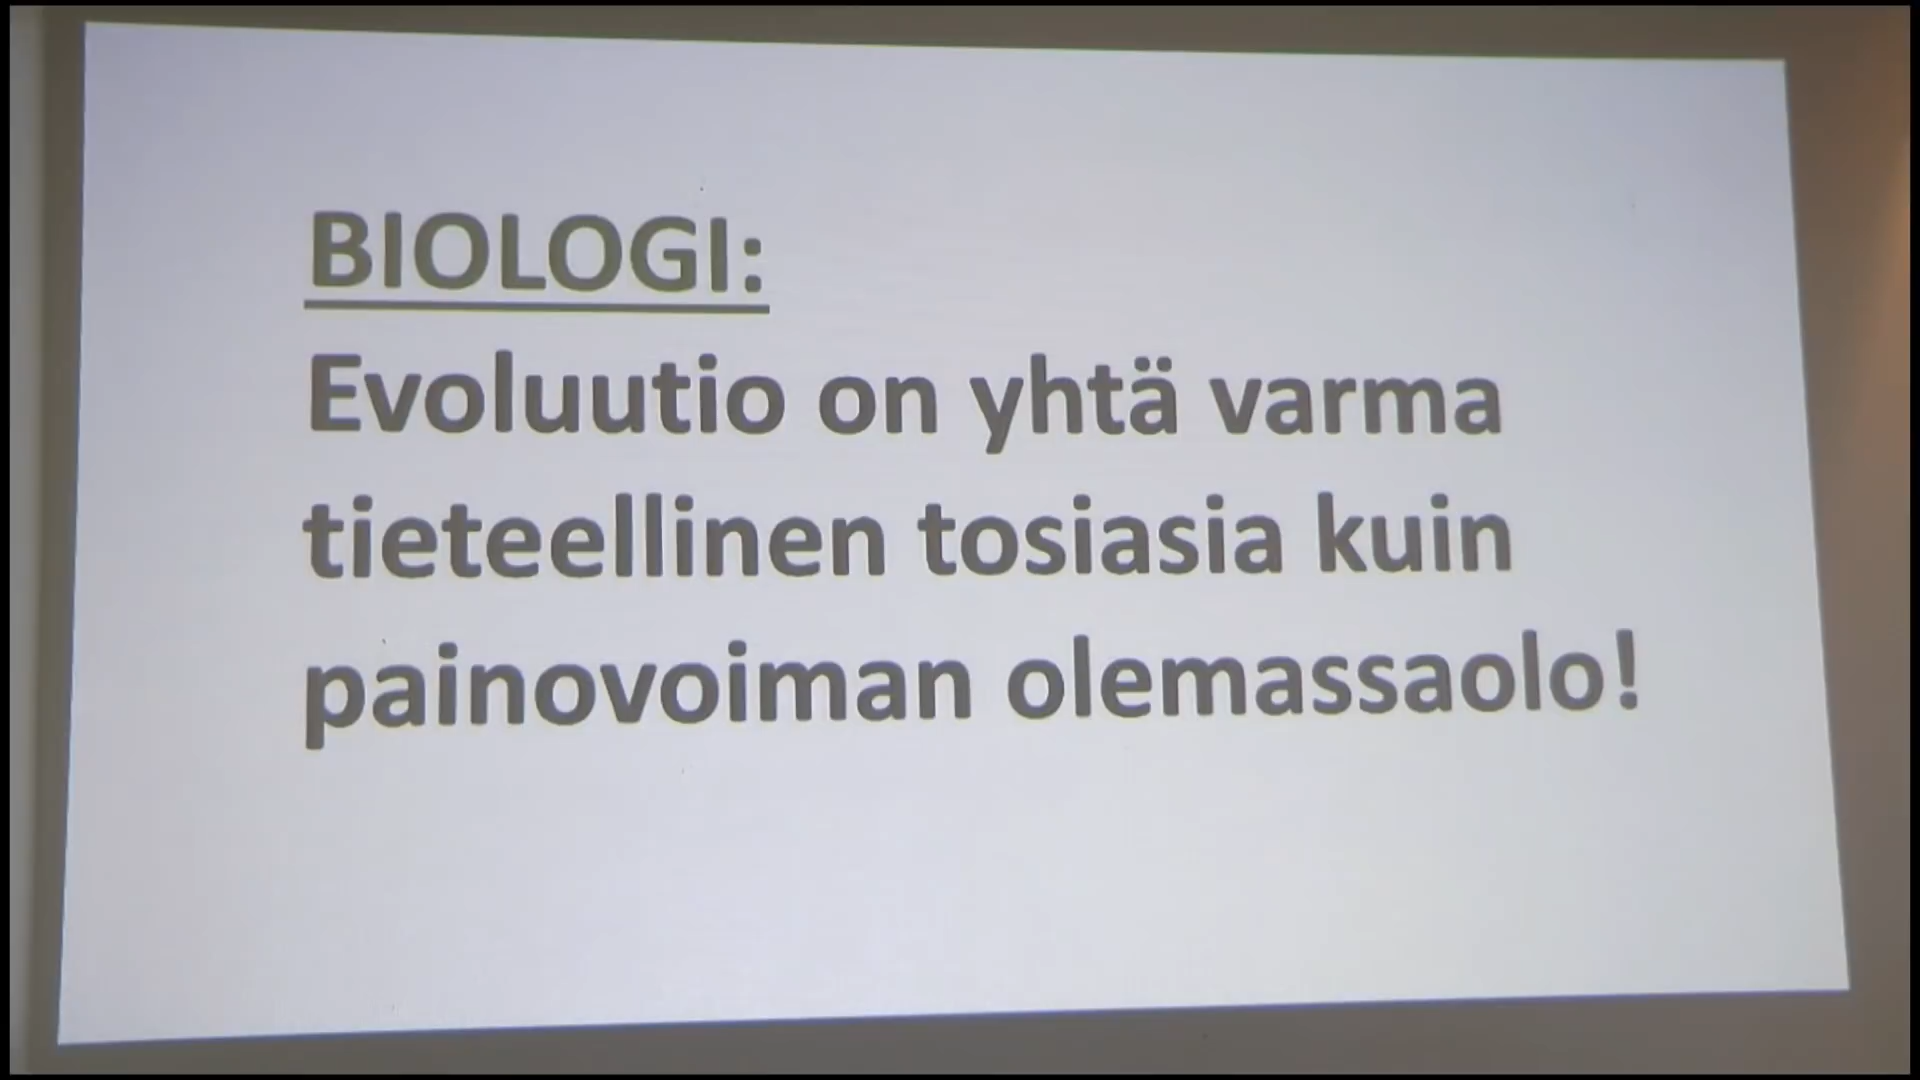 BIOLOGI:
Evoluutio on yhtä varma
tieteellinen tosiasia kuin
painovoiman olemassaolo!